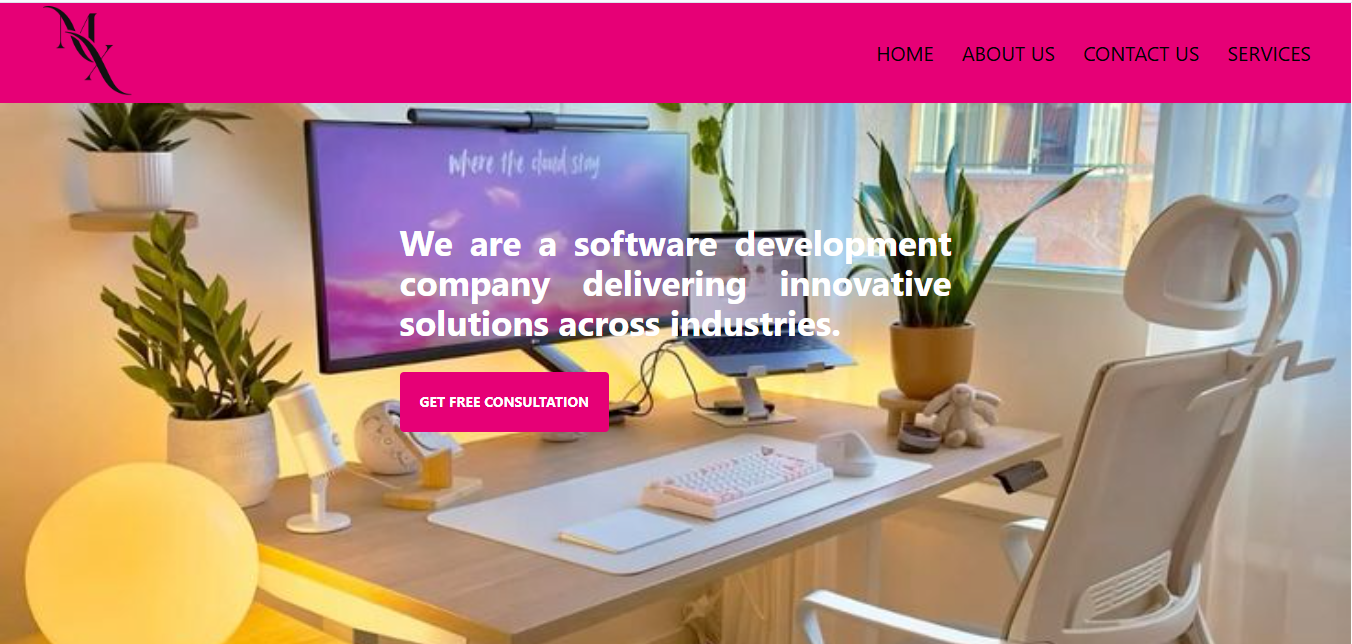 MX
HOME ABOUT US CONTACT US SERVICES
where the cloud stay
We are a software development
company delivering innovative
solutions across industries.
GET FREE CONSULTATION